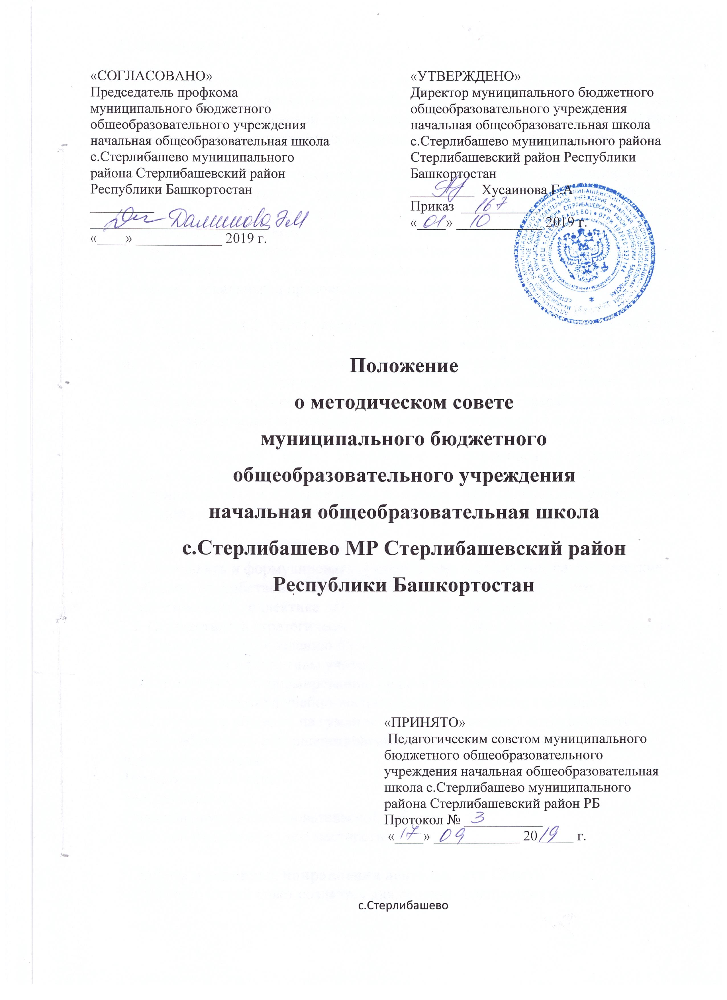 «СОГЛАСОВАНО»
Председатель профкома
муниципального бюджетного
общеобразовательного учреждения
начальная общеобразовательная школа
с.Стерлибашево муниципального
района Стерлибашевский район
Республики Башкортостан
_________
_________________________ Э.М
«____» ____________ 2019 г.
«УТВЕРЖДЕНО»
Директор муниципального бюджетного
общеобразовательного учреждения
начальная общеобразовательная школа
с.Стерлибашево муниципального района
Стерлибашевский район Республики
Башкортостан
_________ Хусаинова Г.А
Приказ 167
«01» 10 2019 г.
Положение
о методическом совете
муниципального бюджетного
общеобразовательного учреждения
начальная общеобразовательная школа
с.Стерлибашево МР Стерлибашевский район
Республики Башкортостан
«ПРИНЯТО»
Педагогическим советом муниципального
бюджетного общеобразовательного
учреждения начальная общеобразовательная
школа с.Стерлибашево муниципального
района Стерлибашевский район РБ
Протокол № 3
«17» 09 2019 г.
с.Стерлибашево